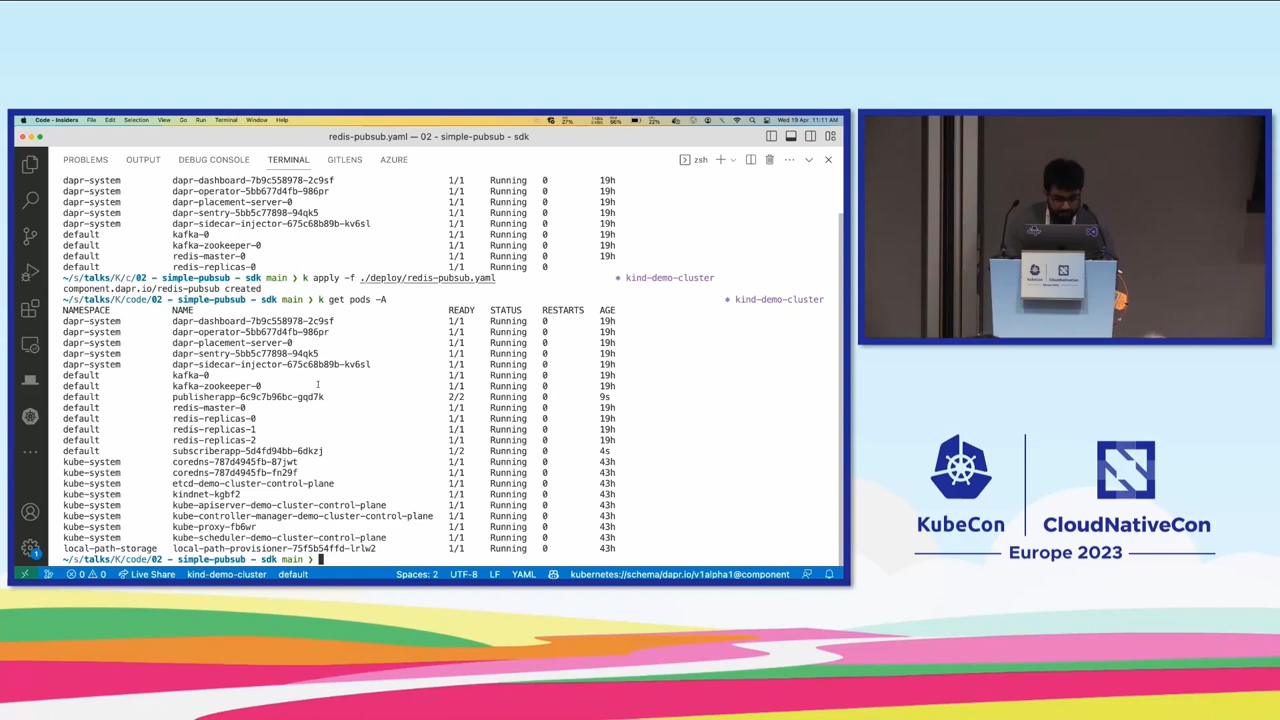 Code - Insiders File Edit Selection View Go Run Terminal Window Help
Wed 19 Apr 11:11 AM
redis-pubsub.yaml — 02 - simple-pubsub - sdk
PROBLEMS OUTPUT DEBUG CONSOLE TERMINAL GITLENS AZURE
zsh
dapr-system dapr-dashboard-7b9c558978-2c9sf 1/1 Running 0 19h
dapr-system dapr-operator-5bb677d4fb-986pr 1/1 Running 0 19h
dapr-system dapr-placement-server-0 1/1 Running 0 19h
dapr-system dapr-sentry-5bb5c77898-94qk5 1/1 Running 0 19h
dapr-system dapr-sidecar-injector-675c68b89b-kv6sl 1/1 Running 0 19h
default kafka-0 1/1 Running 0 19h
default kafka-zookeeper-0 1/1 Running 0 19h
default redis-master-0 1/1 Running 0 19h
default redis-replicas-0 1/1 Running 0
~/s/talks/K/c/02 - simple-pubsub - sdk main ❯ k apply -f ./deploy/redis-pubsub.yaml ⎈ kind-demo-cluster
component.dapr.io/redis-pubsub created
~/s/talks/K/code/02 - simple-pubsub - sdk main ❯ k get pods -A ⎈ kind-demo-cluster
NAMESPACE NAME READY STATUS RESTARTS AGE
dapr-system dapr-dashboard-7b9c558978-2c9sf 1/1 Running 0 19h
dapr-system dapr-operator-5bb677d4fb-986pr 1/1 Running 0 19h
dapr-system dapr-placement-server-0 1/1 Running 0 19h
dapr-system dapr-sentry-5bb5c77898-94qk5 1/1 Running 0 19h
dapr-system dapr-sidecar-injector-675c68b89b-kv6sl 1/1 Running 0 19h
default kafka-0 1/1 Running 0 19h
default kafka-zookeeper-0 1/1 Running 0 19h
default publisherapp-6c9c7b96bc-gqd7k 2/2 Running 0 9s
default redis-master-0 1/1 Running 0 19h
default redis-replicas-0 1/1 Running 0 19h
default redis-replicas-1 1/1 Running 0 19h
default redis-replicas-2 1/1 Running 0 19h
default subscriberapp-5d4fd94bb-6dkzj 1/2 Running 0 4s
kube-system coredns-787d4945fb-87jwt 1/1 Running 0 43h
kube-system coredns-787d4945fb-fn29f 1/1 Running 0 43h
kube-system etcd-demo-cluster-control-plane 1/1 Running 0 43h
kube-system kindnet-kgbf2 1/1 Running 0 43h
kube-system kube-apiserver-demo-cluster-control-plane 1/1 Running 0 43h
kube-system kube-controller-manager-demo-cluster-control-plane 1/1 Running 0 43h
kube-system kube-proxy-fb6wr 1/1 Running 0 43h
kube-system kube-scheduler-demo-cluster-control-plane 1/1 Running 0 43h
local-path-storage local-path-provisioner-75f5b54ffd-lrlw2 1/1 Running 0 43h
~/s/talks/K/code/02 - simple-pubsub - sdk main ❯
1
0 0 Live Share kind-demo-cluster default Spaces: 2 UTF-8 LF YAML kubernetes://schema/dapr.io/v1alpha1@component
KubeCon CloudNativeCon
Europe 2023